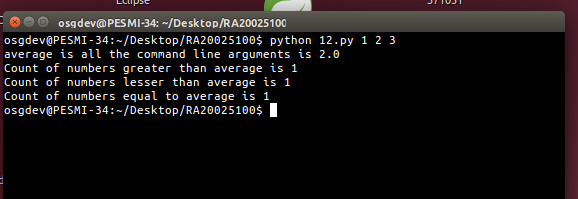 Eclipse
osgdev@PESMI-34: ~/Desktop/RA20025100
osgdev@PESMI-34:~/Desktop/RA20025100$ python 12.py 1 2 3
average is all the command line arguments is 2.0
Count of numbers greater than average is 1
Count of numbers lesser than average is 1
Count of numbers equal to average is 1
osgdev@PESMI-34:~/Desktop/RA20025100$